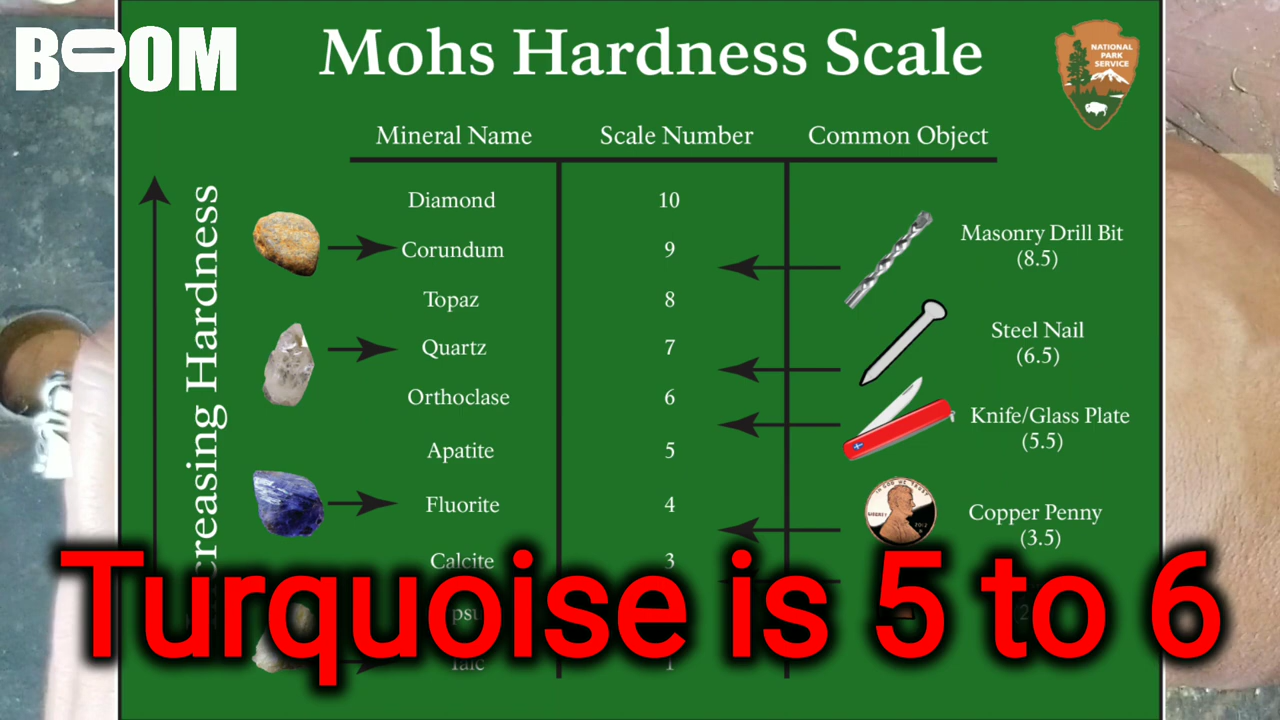 BOOM
Mohs Hardness Scale
NATIONAL
PARK
SERVICE
Mineral Name Scale Number Common Object
Diamond 10
Corundum 9
Masonry Drill Bit
(8.5)
Topaz 8
Quartz 7
Steel Nail
(6.5)
Orthoclase 6
Knife/Glass Plate
(5.5)
Apatite 5
Fluorite 4
Copper Penny
(3.5)
Calcite 3
Talc 1
Hardness
Turquoise is 5 to 6